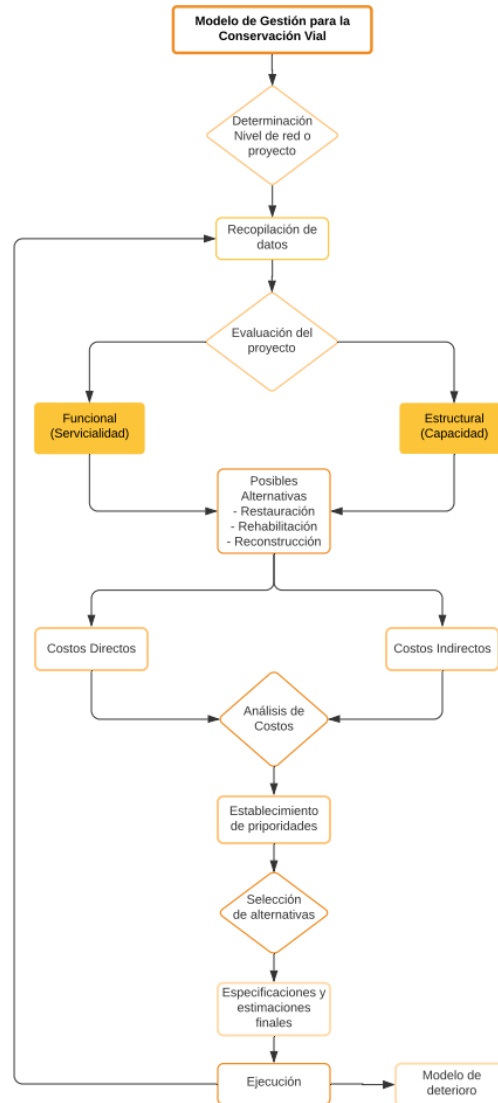 Modelo de Gestión para la
Conservación Vial
Determinación
Nivel de red o
proyecto
Recopilación de
datos
Evaluación del
proyecto
Funcional
(Servicialidad)
Estructural
(Capacidad)
Posibles
Alternativas
- Restauración
- Rehabilitación
- Reconstrucción
Costos Directos
Costos Indirectos
Análisis de
Costos
Establecimiento
de priporidades
Selección
de alternativas
Especificaciones y
estimaciones
finales
Ejecución
Modelo de
deterioro